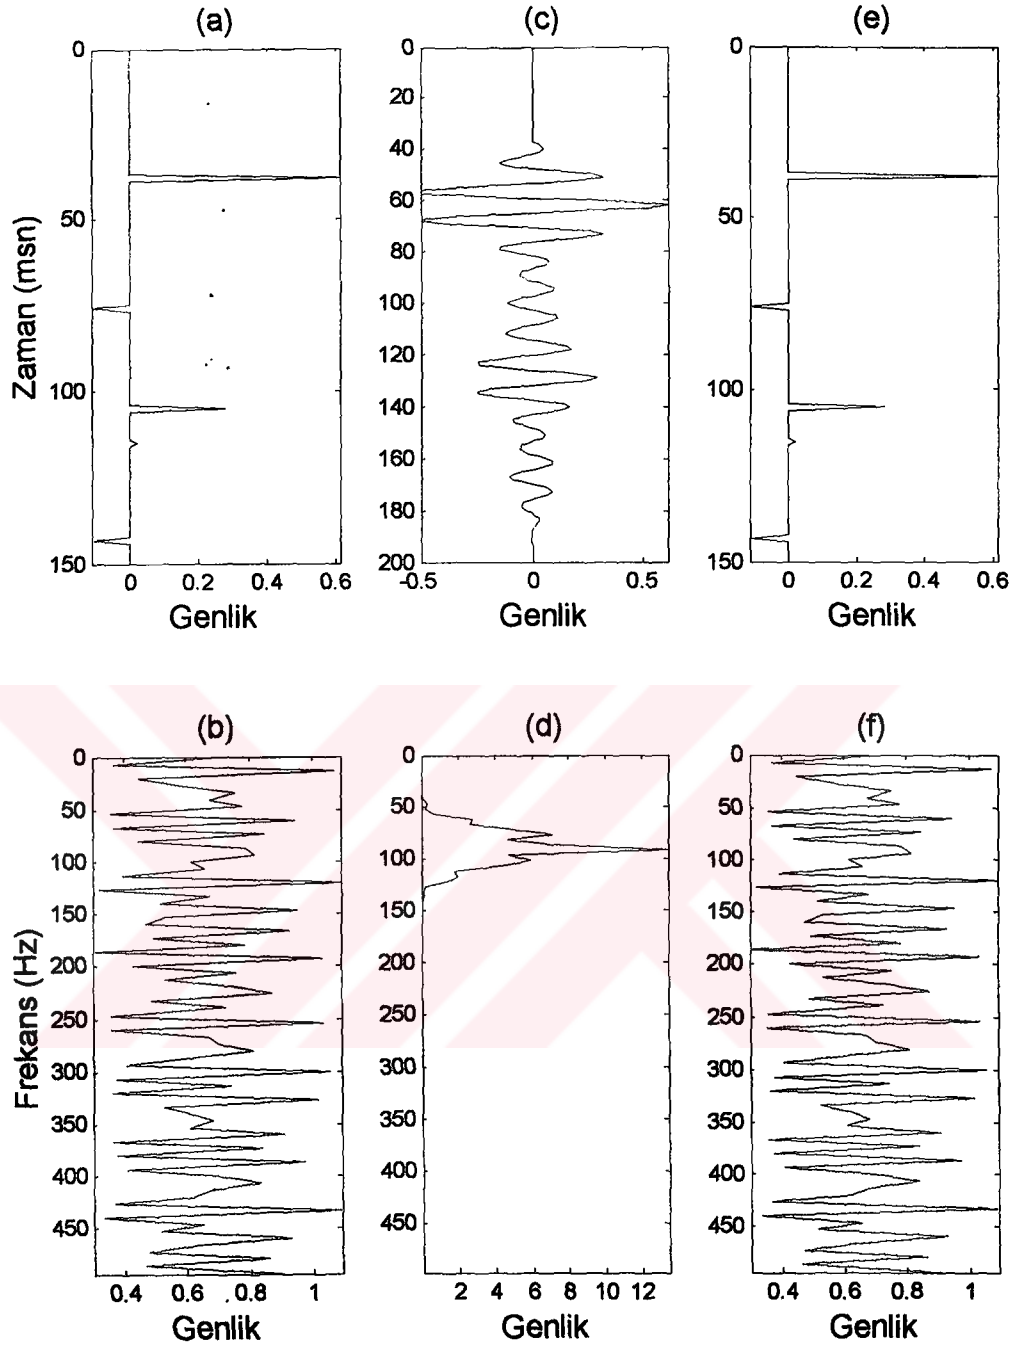 (a) (c) (e)
0 0 0
20
40
50 60 50
80
100
100 120 100
140
160
180
150 200 150
0 0.2 0.4 0.6 -0.5 0 0.5 0 0.2 0.4 0.6
Zaman (msn)
Genlik Genlik Genlik
(b) (d) (f)
0 0 0
50 50 50
100 100 100
150 150 150
200 200 200
250 250 250
300 300 300
350 350 350
400 400 400
450 450 450
0.4 0.6 0.8 1 2 4 6 8 10 12 0.4 0.6 0.8 1
Frekans (Hz)
Genlik Genlik Genlik